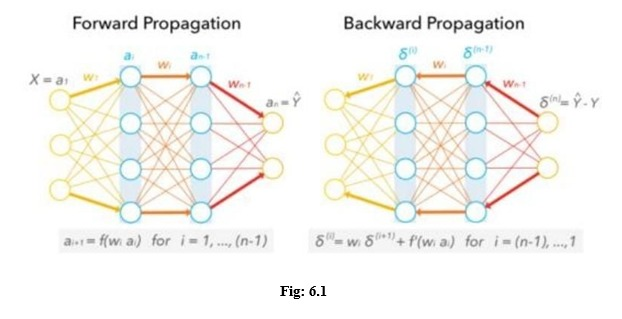 Forward Propagation
X = a₁
w₁
aᵢ
wᵢ
aₙ₋₁
wₙ₋₁
aₙ = Ŷ
aᵢ₊₁ = f(wᵢ aᵢ) for i = 1, ..., (n-1)
Backward Propagation
w₁
δ⁽ⁱ⁾
wᵢ
δ⁽ⁿ⁻¹⁾
wₙ₋₁
δ⁽ⁿ⁾= Ŷ - Y
δ⁽ⁱ⁾= wᵢ δ⁽ⁱ⁺¹⁾+ f'(wᵢ aᵢ) for i = (n-1), ...,1
Fig: 6.1